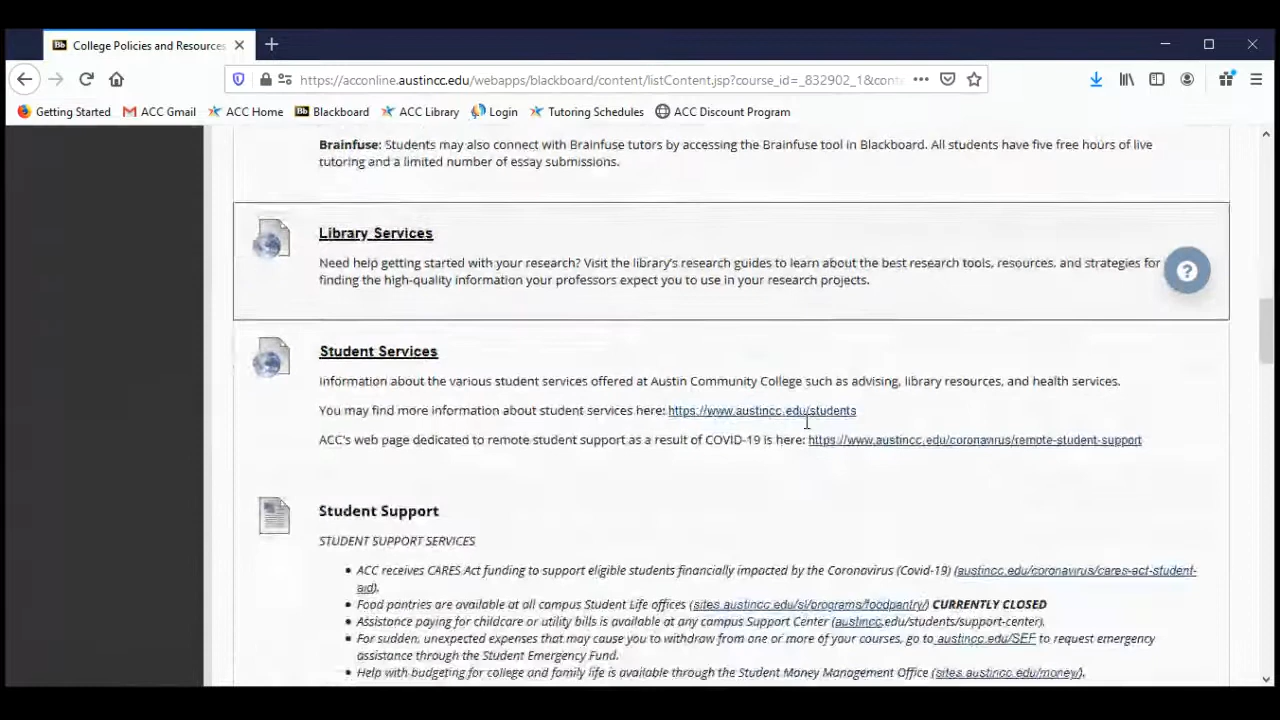 Bb College Policies and Resources
https://acconline.austincc.edu/webapps/blackboard/content/listContent.jsp?course_id=_832902_1&cont
Getting Started ACC Gmail ACC Home Bb Blackboard ACC Library Login Tutoring Schedules ACC Discount Program
Brainfuse: Students may also connect with Brainfuse tutors by accessing the Brainfuse tool in Blackboard. All students have five free hours of live
tutoring and a limited number of essay submissions.
Library Services
Need help getting started with your research? Visit the library's research guides to learn about the best research tools, resources, and strategies for
finding the high-quality information your professors expect you to use in your research projects.
?
Student Services
Information about the various student services offered at Austin Community College such as advising, library resources, and health services.
You may find more information about student services here: https://www.austincc.edu/students
ACC's web page dedicated to remote student support as a result of COVID-19 is here: https://www.austincc.edu/coronavirus/remote-student-support
Student Support
STUDENT SUPPORT SERVICES
• ACC receives CARES Act funding to support eligible students financially impacted by the Coronavirus (Covid-19) (austincc.edu/coronavirus/cares-act-student-
aid).
• Food pantries are available at all campus Student Life offices (sites.austincc.edu/sl/programs/foodpantry/) CURRENTLY CLOSED
• Assistance paying for childcare or utility bills is available at any campus Support Center (austincc.edu/students/support-center).
• For sudden, unexpected expenses that may cause you to withdraw from one or more of your courses, go to austincc.edu/SEF to request emergency
assistance through the Student Emergency Fund.
• Help with budgeting for college and family life is available through the Student Money Management Office (sites.austincc.edu/money/).